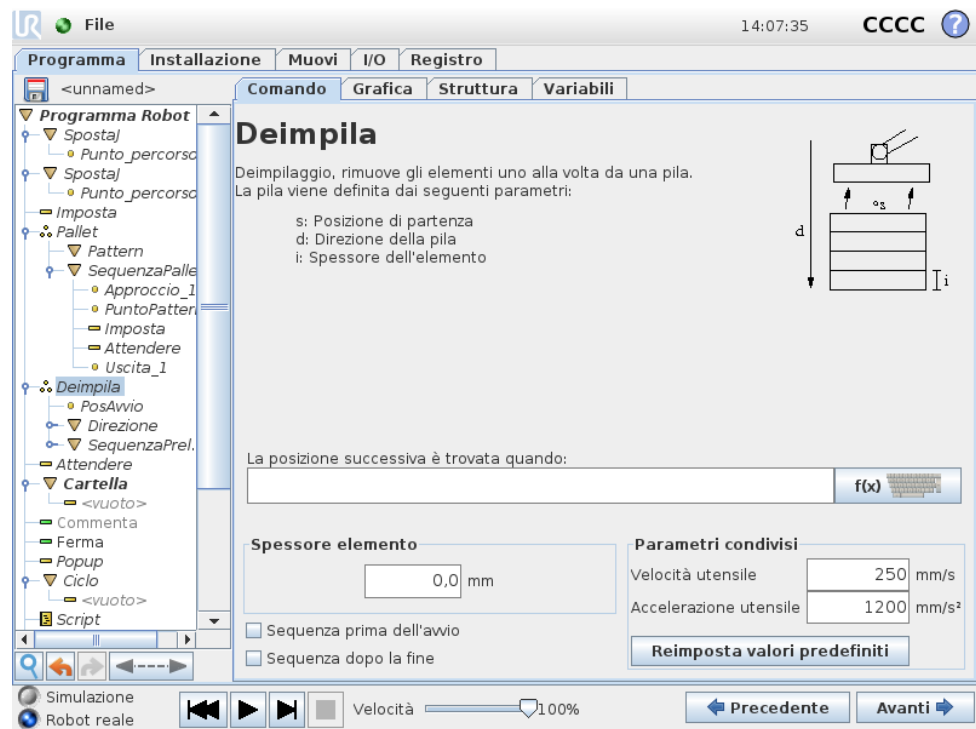 UR File 14:07:35 CCCC ?
Programma Installazione Muovi I/O Registro
<unnamed>
Comando Grafica Struttura Variabili
Programma Robot
SpostaJ
Punto_percorso
SpostaJ
Punto_percorso
Imposta
Pallet
Pattern
SequenzaPalle
Approccio_1
PuntoPattern
Imposta
Attendere
Uscita_1
Deimpila
PosAvvio
Direzione
SequenzaPrel.
Attendere
Cartella
<vuoto>
Commenta
Ferma
Popup
Ciclo
<vuoto>
Script
Deimpila
Deimpilaggio, rimuove gli elementi uno alla volta da una pila.
La pila viene definita dai seguenti parametri:
s: Posizione di partenza
d: Direzione della pila
i: Spessore dell'elemento
s
d
i
La posizione successiva è trovata quando:
f(x)
Spessore elemento
0,0 mm
Sequenza prima dell'avvio
Sequenza dopo la fine
Parametri condivisi
Velocità utensile 250 mm/s
Accelerazione utensile 1200 mm/s²
Reimposta valori predefiniti
Simulazione
Robot reale
Velocità 100%
Precedente Avanti